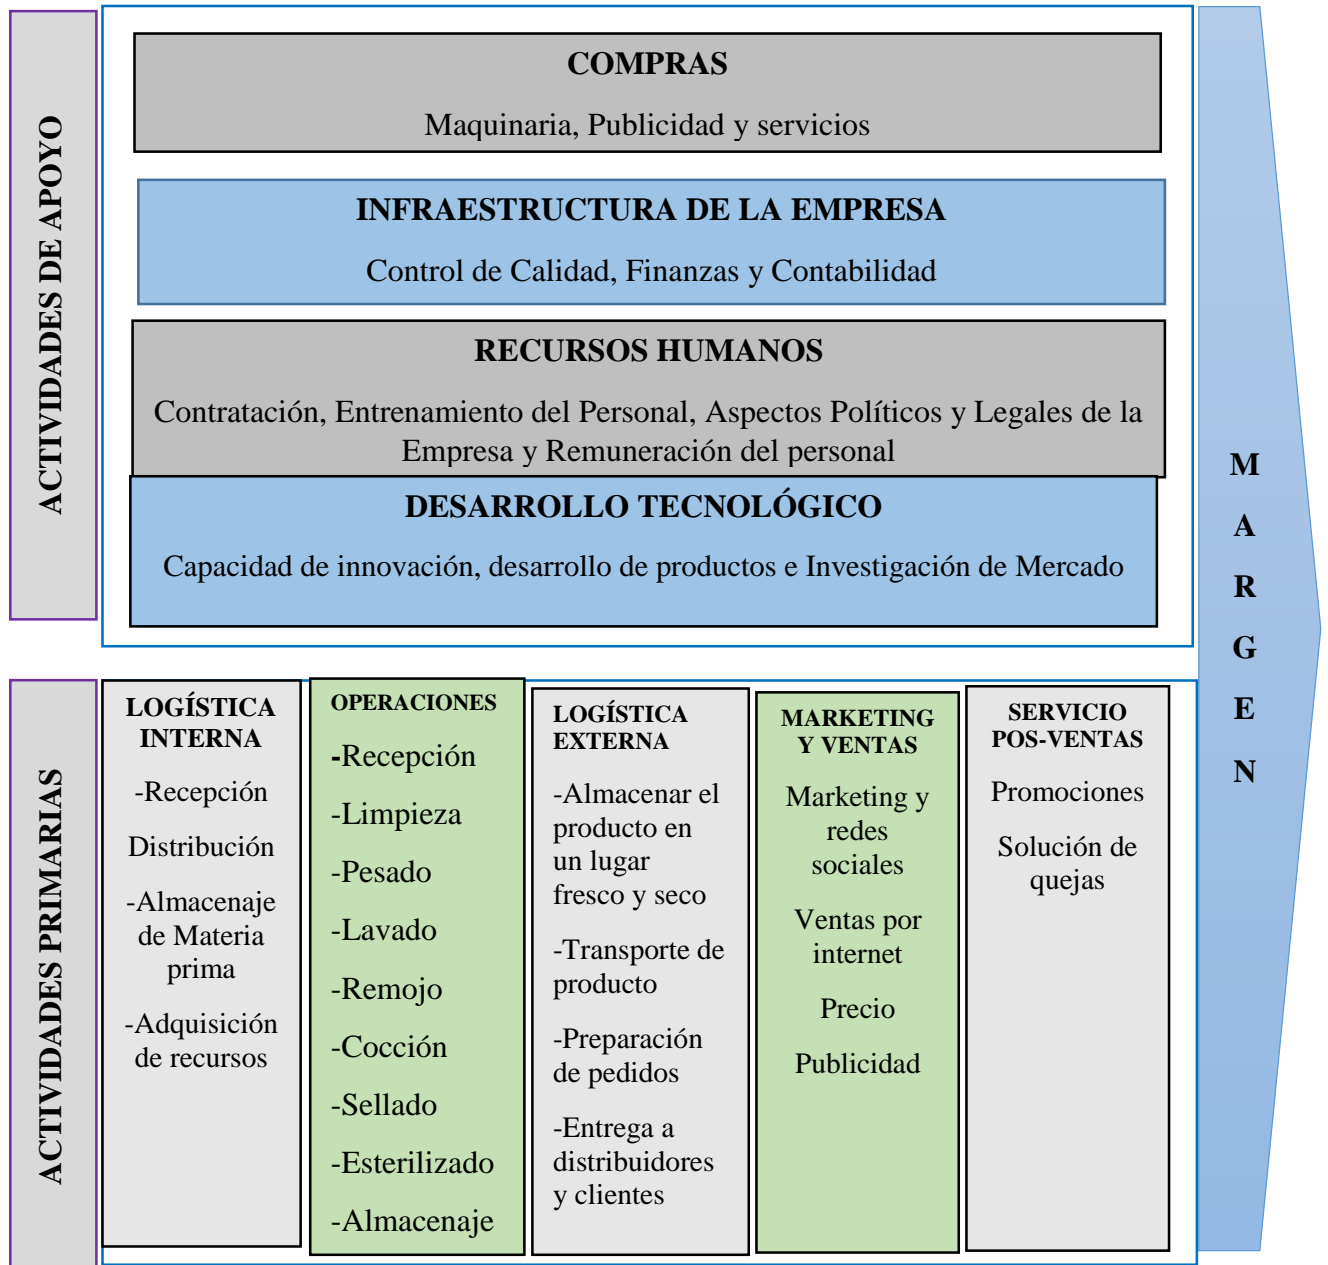 ACTIVIDADES DE APOYO
COMPRAS
Maquinaria, Publicidad y servicios
INFRAESTRUCTURA DE LA EMPRESA
Control de Calidad, Finanzas y Contabilidad
RECURSOS HUMANOS
Contratación, Entrenamiento del Personal, Aspectos Políticos y Legales de la
Empresa y Remuneración del personal
DESARROLLO TECNOLÓGICO
Capacidad de innovación, desarrollo de productos e Investigación de Mercado
ACTIVIDADES PRIMARIAS
LOGÍSTICA
INTERNA
-Recepción
Distribución
-Almacenaje
de Materia
prima
-Adquisición
de recursos
OPERACIONES
-Recepción
-Limpieza
-Pesado
-Lavado
-Remojo
-Cocción
-Sellado
-Esterilizado
-Almacenaje
LOGÍSTICA
EXTERNA
-Almacenar el
producto en
un lugar
fresco y seco
-Transporte de
producto
-Preparación
de pedidos
-Entrega a
distribuidores
y clientes
MARKETING
Y VENTAS
Marketing y
redes
sociales
Ventas por
internet
Precio
Publicidad
SERVICIO
POS-VENTAS
Promociones
Solución de
quejas
M
A
R
G
E
N